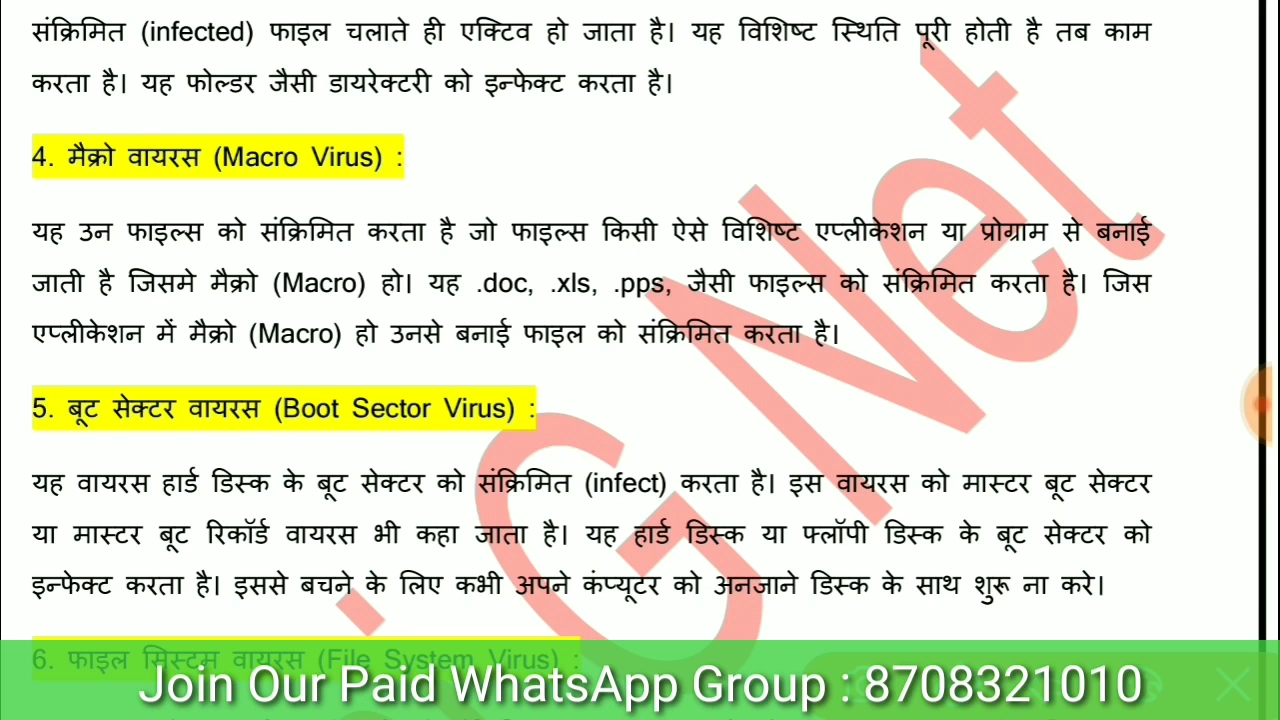 संक्रिमित (infected) फाइल चलाते ही एक्टिव हो जाता है। यह विशिष्ट स्थिति पूरी होती है तब काम
करता है। यह फोल्डर जैसी डायरेक्टरी को इन्फेक्ट करता है।
4. मैक्रो वायरस (Macro Virus) :
यह उन फाइल्स को संक्रिमित करता है जो फाइल्स किसी ऐसे विशिष्ट एप्लीकेशन या प्रोग्राम से बनाई
जाती है जिसमे मैक्रो (Macro) हो। यह .doc, .xls, .pps, जैसी फाइल्स को संक्रिमित करता है। जिस
एप्लीकेशन में मैक्रो (Macro) हो उनसे बनाई फाइल को संक्रिमित करता है।
5. बूट सेक्टर वायरस (Boot Sector Virus) :
यह वायरस हार्ड डिस्क के बूट सेक्टर को संक्रिमित (infect) करता है। इस वायरस को मास्टर बूट सेक्टर
या मास्टर बूट रिकॉर्ड वायरस भी कहा जाता है। यह हार्ड डिस्क या फ्लॉपी डिस्क के बूट सेक्टर को
इन्फेक्ट करता है। इससे बचने के लिए कभी अपने कंप्यूटर को अनजाने डिस्क के साथ शुरू ना करे।
6. फाइल सिस्टम वायरस (File System Virus) :
Join Our Paid WhatsApp Group : 8708321010
G Net